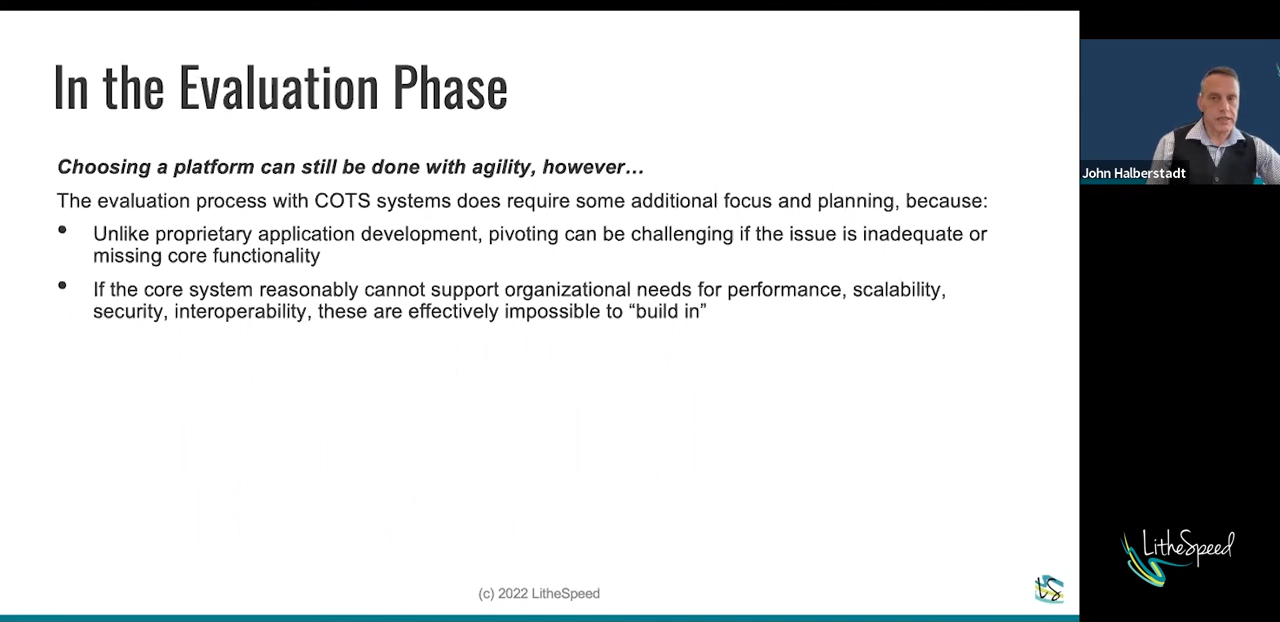 In the Evaluation Phase
Choosing a platform can still be done with agility, however…
The evaluation process with COTS systems does require some additional focus and planning, because:
• Unlike proprietary application development, pivoting can be challenging if the issue is inadequate or
missing core functionality
• If the core system reasonably cannot support organizational needs for performance, scalability,
security, interoperability, these are effectively impossible to “build in”
(c) 2022 LitheSpeed
LS
John Halberstadt
LitheSpeed